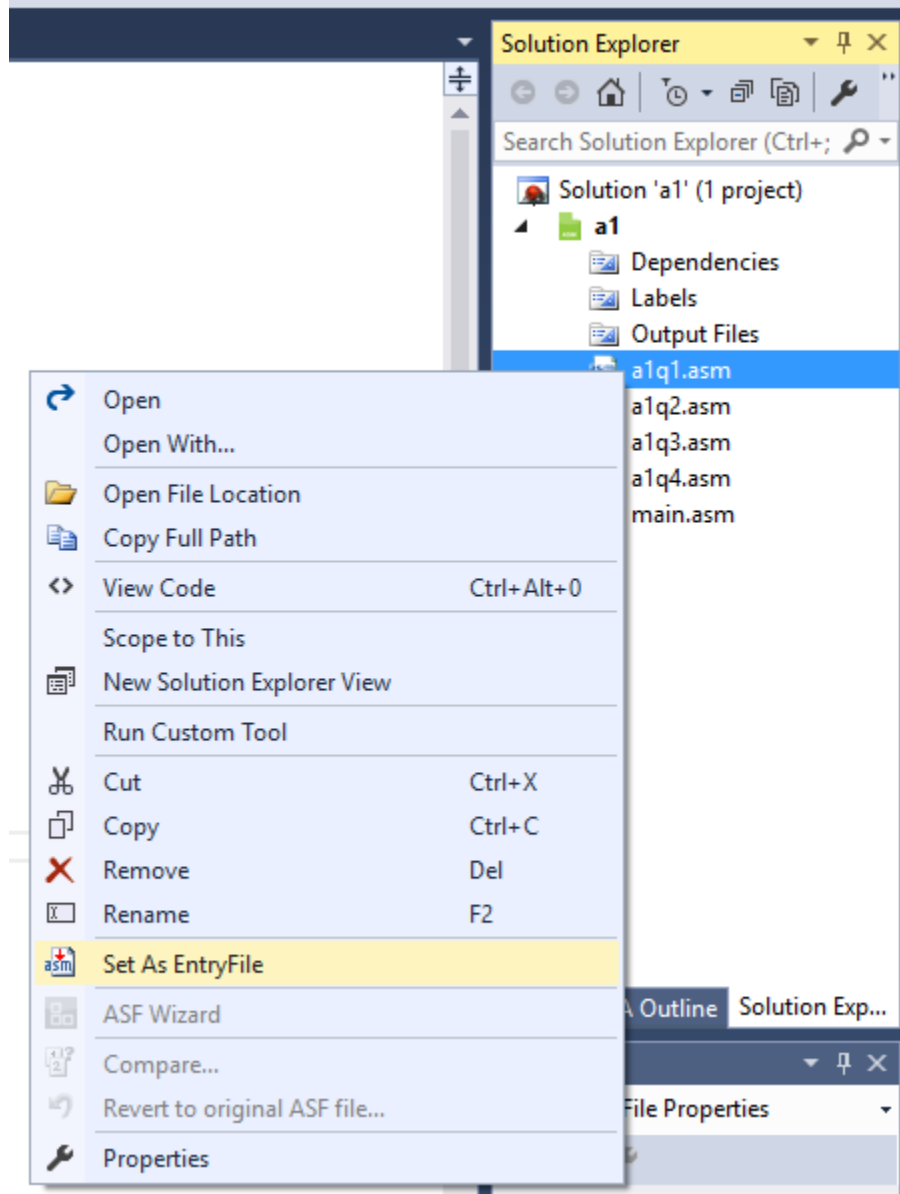 Solution Explorer
Search Solution Explorer (Ctrl+;
Solution 'a1' (1 project)
a1
Dependencies
Labels
Output Files
a1q1.asm
a1q2.asm
a1q3.asm
a1q4.asm
main.asm
Open
Open With...
Open File Location
Copy Full Path
View Code Ctrl+Alt+0
Scope to This
New Solution Explorer View
Run Custom Tool
Cut Ctrl+X
Copy Ctrl+C
Remove Del
Rename F2
asm Set As EntryFile
ASF Wizard
Compare...
Revert to original ASF file...
Properties
Outline Solution Exp...
File Properties